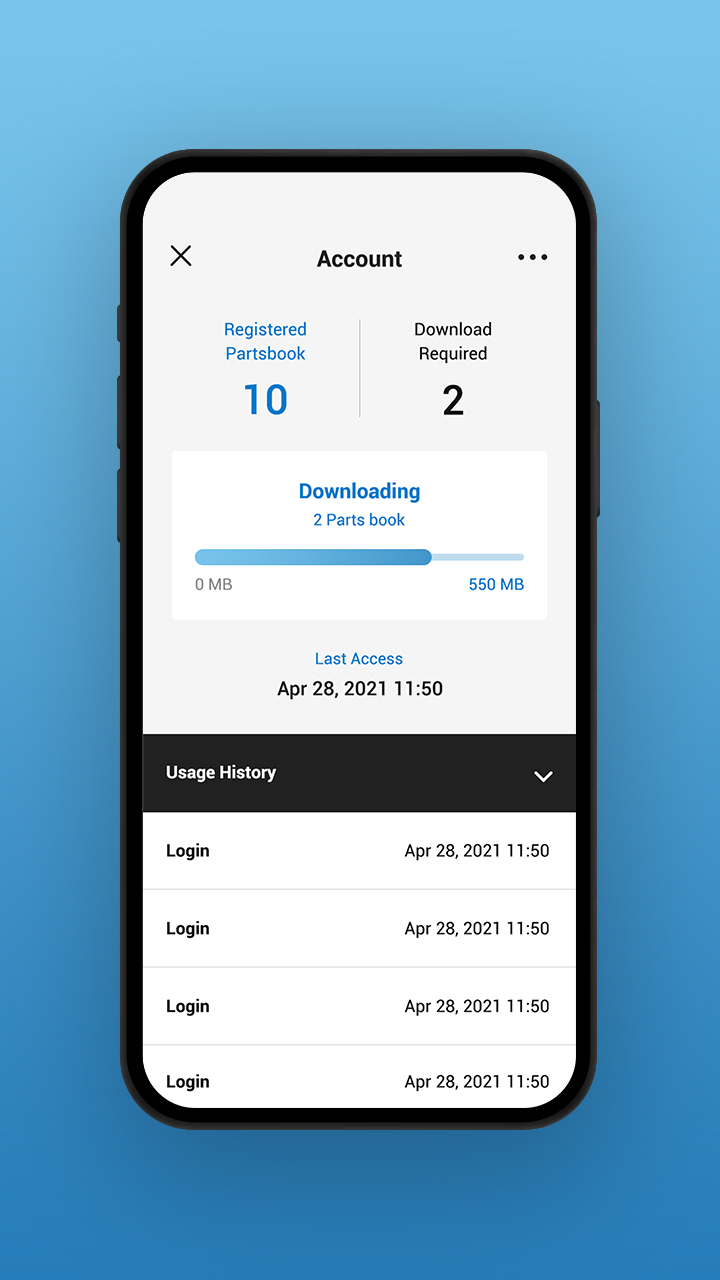 Account
Registered
Partsbook
10
Download
Required
2
Downloading
2 Parts book
0 MB
550 MB
Last Access
Apr 28, 2021 11:50
Usage History
Login
Apr 28, 2021 11:50
Login
Apr 28, 2021 11:50
Login
Apr 28, 2021 11:50
Login
Apr 28, 2021 11:50